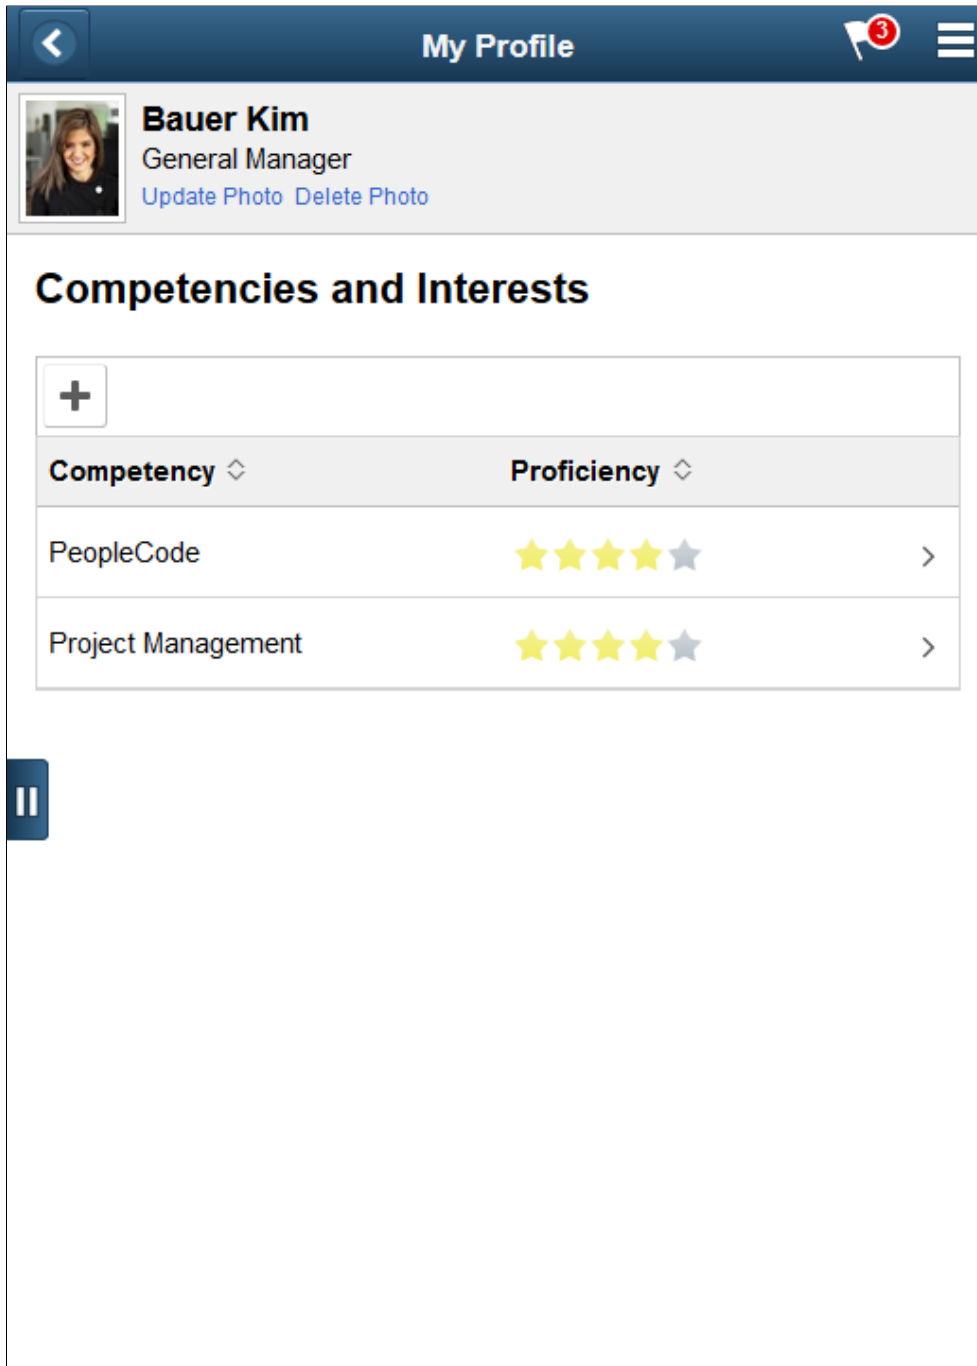 My Profile
3
Bauer Kim
General Manager
Update Photo Delete Photo
Competencies and Interests
Competency Proficiency
PeopleCode
Project Management